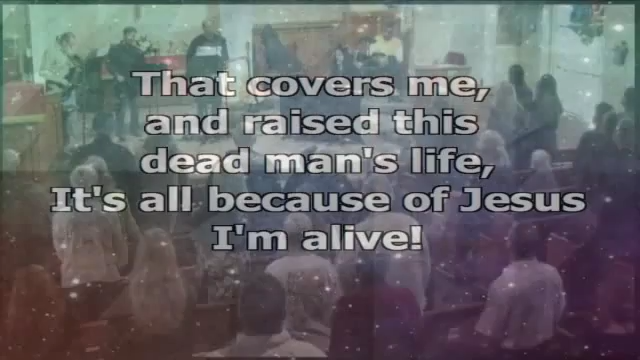 That covers me,
and raised this
dead man's life,
It's all because of Jesus
I'm alive!